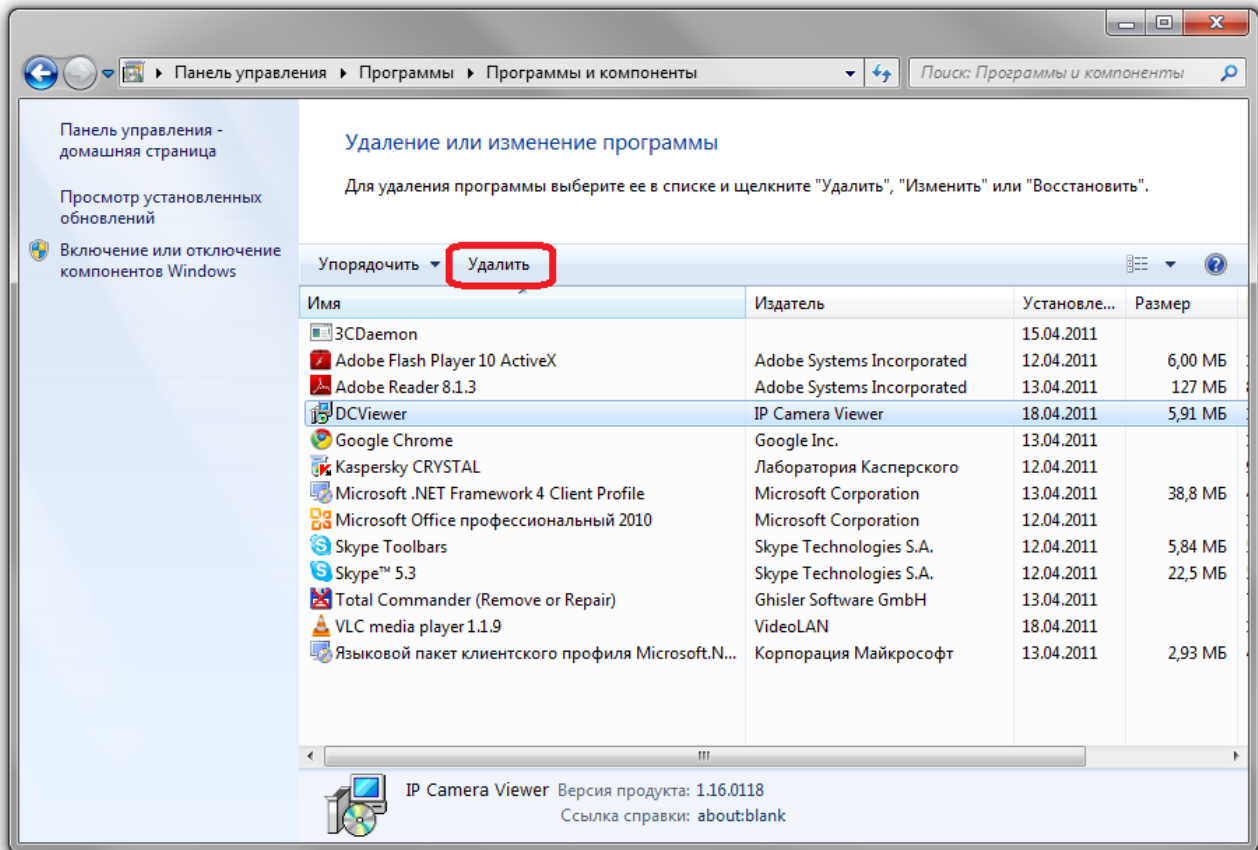 Панель управления ▸ Программы ▸ Программы и компоненты
Поиск: Программы и компоненты
Панель управления -
домашняя страница
Просмотр установленных
обновлений
Включение или отключение
компонентов Windows
Удаление или изменение программы
Для удаления программы выберите ее в списке и щелкните "Удалить", "Изменить" или "Восстановить".
Упорядочить Удалить
Имя Издатель Установле... Размер
3CDaemon 15.04.2011
Adobe Flash Player 10 ActiveX Adobe Systems Incorporated 12.04.2011 6,00 МБ
Adobe Reader 8.1.3 Adobe Systems Incorporated 13.04.2011 127 МБ
DCViewer IP Camera Viewer 18.04.2011 5,91 МБ
Google Chrome Google Inc. 13.04.2011
Kaspersky CRYSTAL Лаборатория Касперского 12.04.2011
Microsoft .NET Framework 4 Client Profile Microsoft Corporation 13.04.2011 38,8 МБ
Microsoft Office профессиональный 2010 Microsoft Corporation 12.04.2011
Skype Toolbars Skype Technologies S.A. 12.04.2011 5,84 МБ
Skype™ 5.3 Skype Technologies S.A. 12.04.2011 22,5 МБ
Total Commander (Remove or Repair) Ghisler Software GmbH 13.04.2011
VLC media player 1.1.9 VideoLAN 18.04.2011
Языковой пакет клиентского профиля Microsoft.N... Корпорация Майкрософт 13.04.2011 2,93 МБ
IP Camera Viewer Версия продукта: 1.16.0118
Ссылка справки: about:blank